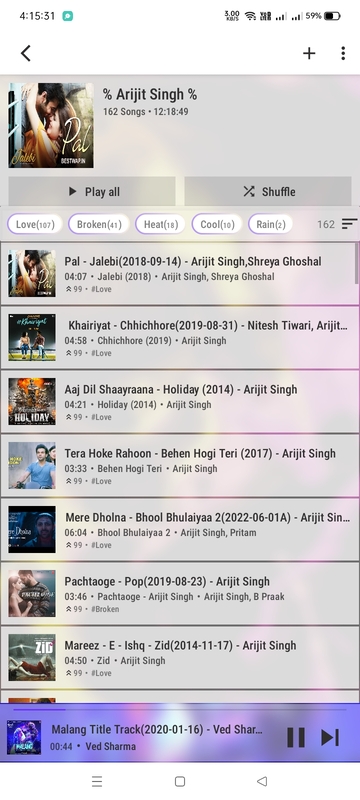 4:15:31
3.00 KB/S
59%
% Arijit Singh %
162 Songs • 12:18:49
Jalebi
Pal
BESTWAP.IN
Play all
Shuffle
Love(107)
Broken(41)
Heat(18)
Cool(10)
Rain(2)
162
Pal - Jalebi(2018-09-14) - Arijit Singh,Shreya Ghoshal
04:07 • Jalebi (2018) • Arijit Singh, Shreya Ghoshal
99 • #Love
Khairiyat - Chhichhore(2019-08-31) - Nitesh Tiwari, Arijit...
04:58 • Chhichhore (2019) • Arijit Singh
99 • #Love
Aaj Dil Shaayraana - Holiday (2014) - Arijit Singh
04:21 • Holiday (2014) • Arijit Singh
99 • #Love
HOLIDAY
Tera Hoke Rahoon - Behen Hogi Teri (2017) - Arijit Singh
03:33 • Behen Hogi Teri • Arijit Singh
99 • #Love
Mere Dholna - Bhool Bhulaiyaa 2(2022-06-01A) - Arijit Sin...
06:04 • Bhool Bhulaiyaa 2 • Arijit Singh, Pritam
99 • #Love
Pachtaoge - Pop(2019-08-23) - Arijit Singh
03:46 • Pachtaoge - Arijit Singh • Arijit Singh, B Praak
99 • #Broken
Mareez - E - Ishq - Zid(2014-11-17) - Arijit Singh
04:50 • Zid • Arijit Singh
99 • #Love
ZID
Malang Title Track(2020-01-16) - Ved Shar...
00:44 • Ved Sharma
MALANG